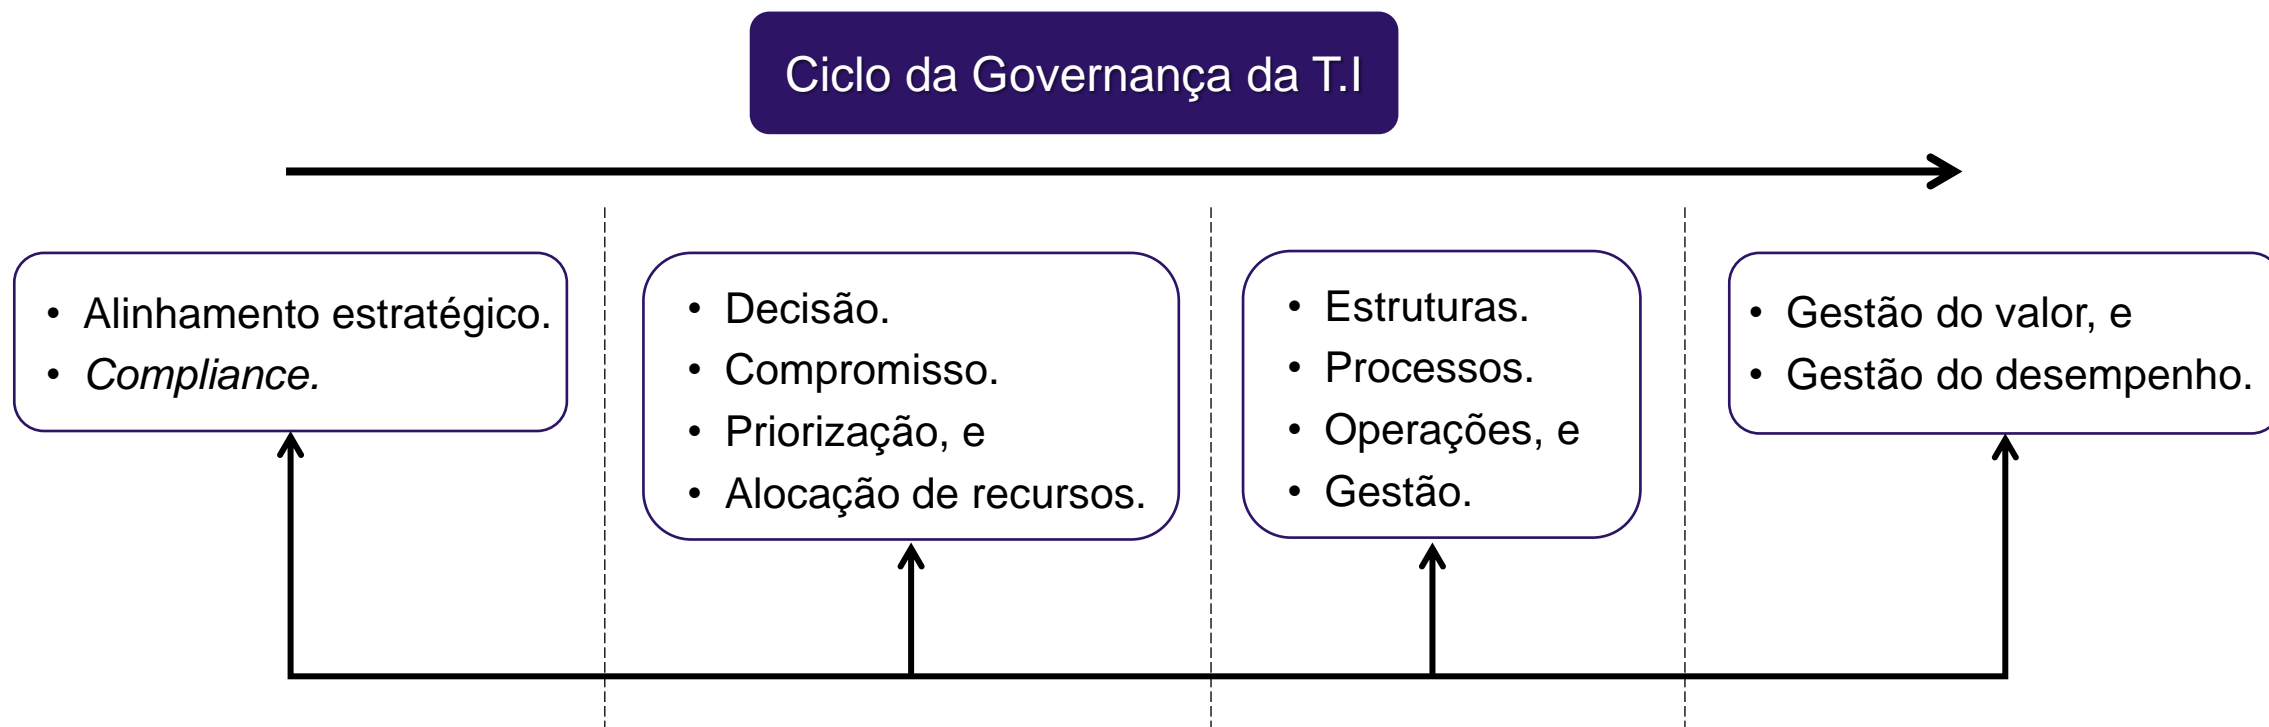 Ciclo da Governança da T.I
• Alinhamento estratégico.
• Compliance.
• Decisão.
• Compromisso.
• Priorização, e
• Alocação de recursos.
• Estruturas.
• Processos.
• Operações, e
• Gestão.
• Gestão do valor, e
• Gestão do desempenho.